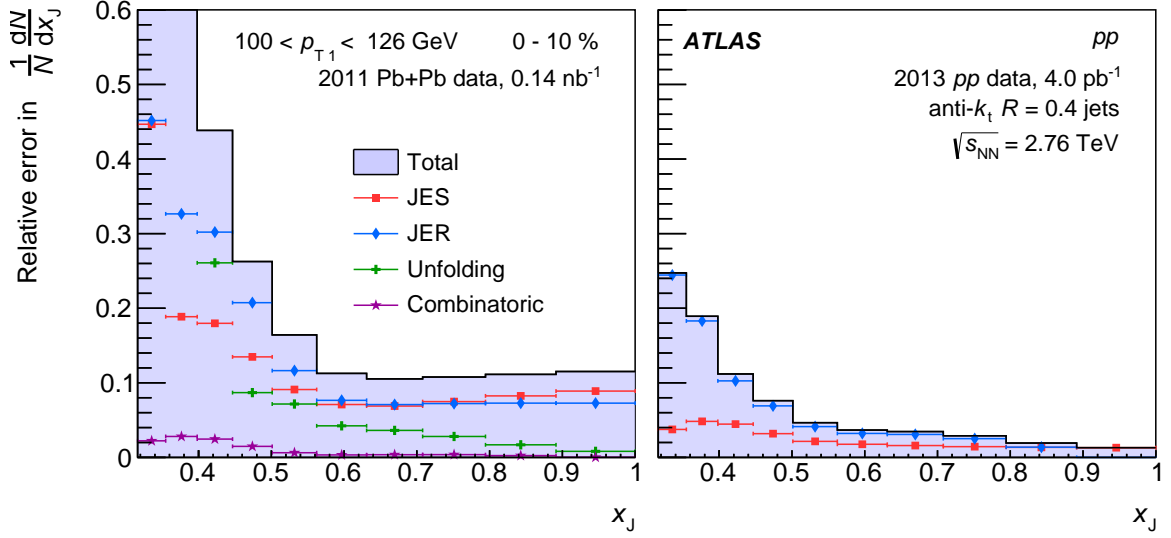 Relative error in 1/N dN/dx_J
0.6
0.5
0.4
0.3
0.2
0.1
0
100 < p_T1 < 126 GeV 0 - 10 %
2011 Pb+Pb data, 0.14 nb⁻¹
Total
JES
JER
Unfolding
Combinatoric
0.4 0.5 0.6 0.7 0.8 0.9 1
x_J
ATLAS pp
2013 pp data, 4.0 pb⁻¹
anti-k_t R = 0.4 jets
√s_NN = 2.76 TeV
0.4 0.5 0.6 0.7 0.8 0.9 1
x_J